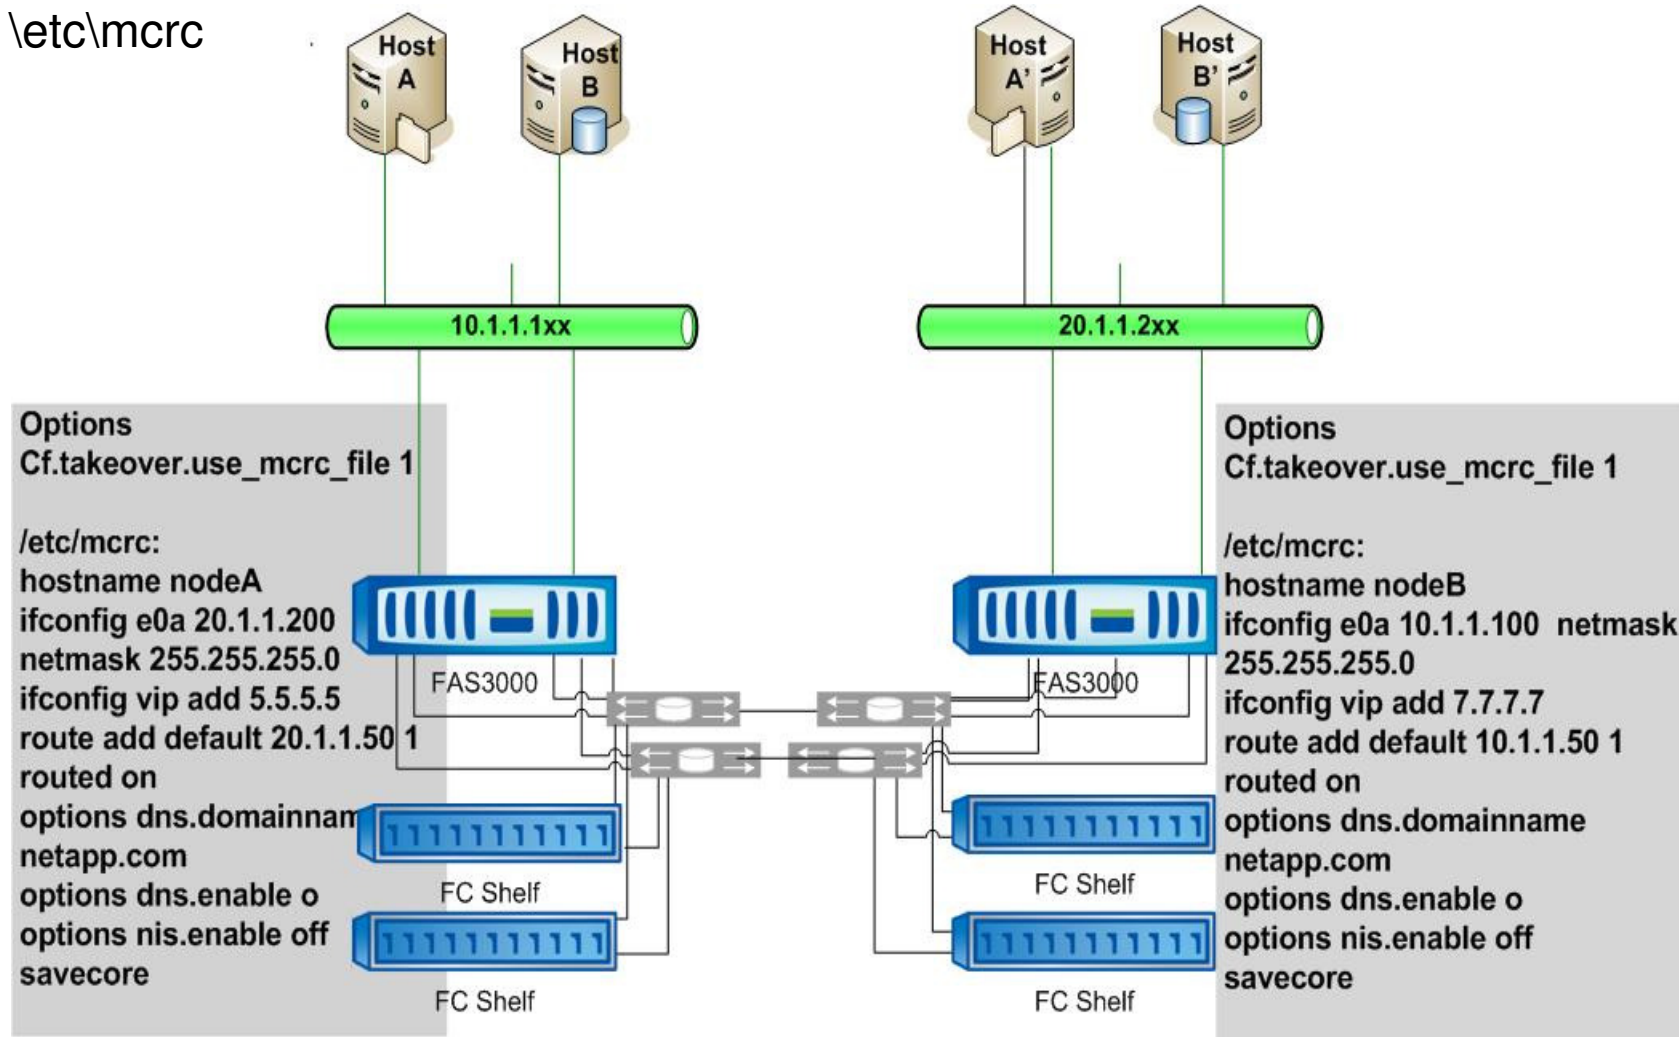 \etc\mcrc
Host
A
Host
B
Host
A'
Host
B'
10.1.1.1xx
20.1.1.2xx
Options
Cf.takeover.use_mcrc_file 1
/etc/mcrc:
hostname nodeA
ifconfig e0a 20.1.1.200
netmask 255.255.255.0
ifconfig vip add 5.5.5.5
route add default 20.1.1.50 1
routed on
options dns.domainnam
netapp.com
options dns.enable o
options nis.enable off
savecore
FAS3000
FC Shelf
FC Shelf
FAS3000
FC Shelf
FC Shelf
Options
Cf.takeover.use_mcrc_file 1
/etc/mcrc:
hostname nodeB
ifconfig e0a 10.1.1.100 netmask
255.255.255.0
ifconfig vip add 7.7.7.7
route add default 10.1.1.50 1
routed on
options dns.domainname
netapp.com
options dns.enable o
options nis.enable off
savecore